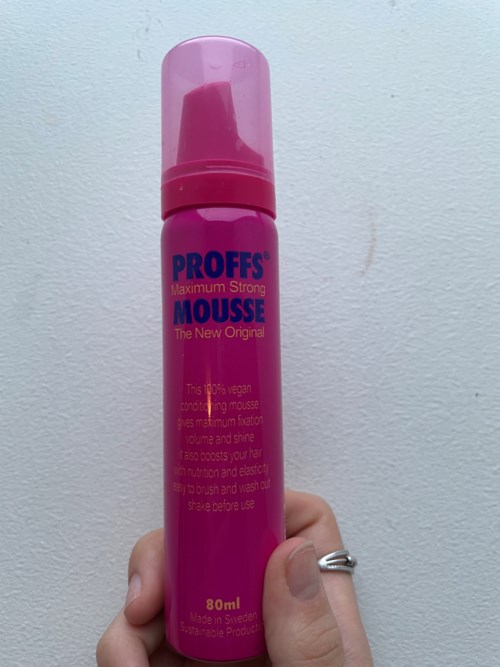 PROFFS®
Maximum Strong
MOUSSE
The New Original
This 100% vegan
conditioning mousse
gives maximum fixation
volume and shine
it also boosts your hair
with nutrition and elasticity
easy to brush and wash out
shake before use
80ml
Made in Sweden
Sustainable Product